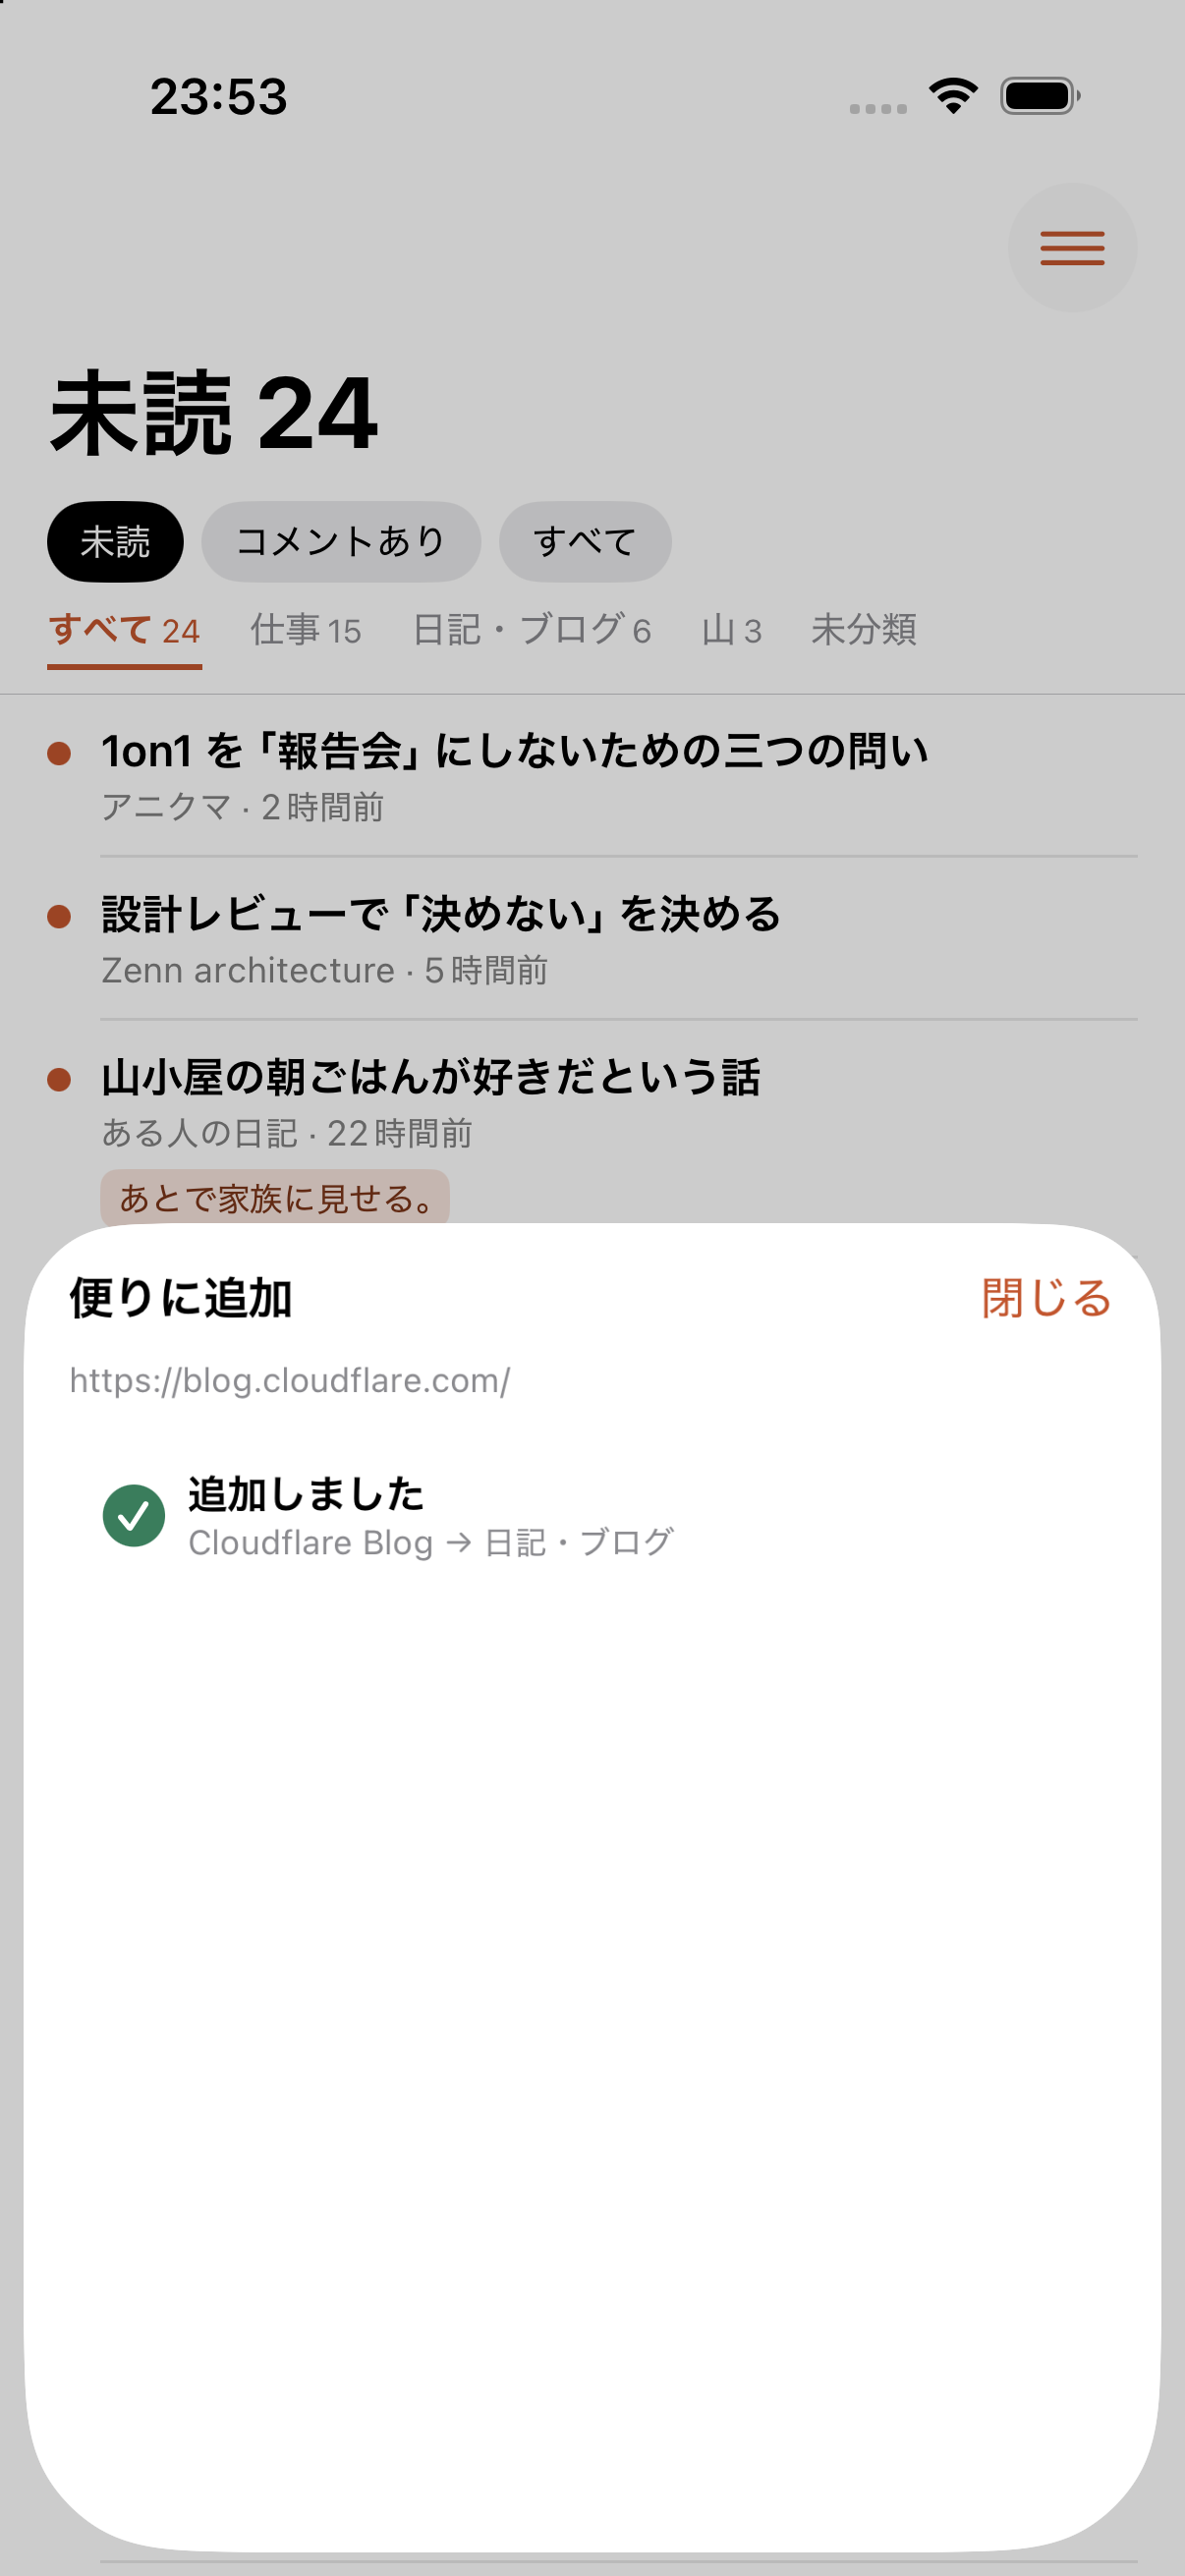 23:53
未読 24
未読 コメントあり すべて
すべて 24 仕事 15 日記・ブログ 6 山 3 未分類
1on1 を「報告会」にしないための三つの問い
アニクマ · 2 時間前
設計レビューで「決めない」を決める
Zenn architecture · 5 時間前
山小屋の朝ごはんが好きだという話
ある人の日記 · 22 時間前
あとで家族に見せる。
便りに追加 閉じる
https://blog.cloudflare.com/
追加しました
Cloudflare Blog → 日記・ブログ